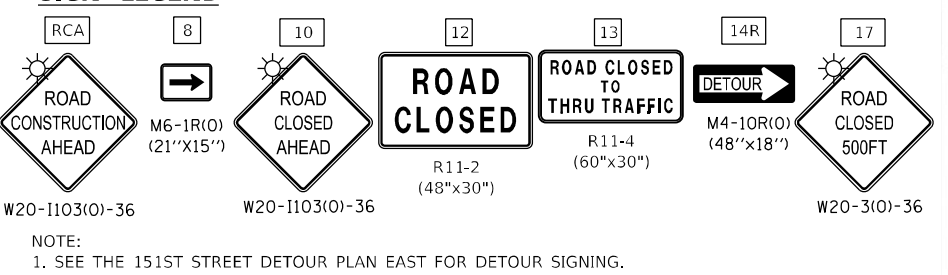 SIGN LEGEND
RCA
8
10
12
13
14R
17
ROAD
CONSTRUCTION
AHEAD
W20-I103(O)-36
M6-1R(O)
(21''X15'')
ROAD
CLOSED
AHEAD
W20-I103(O)-36
ROAD
CLOSED
R11-2
(48"x30")
ROAD CLOSED
TO
THRU TRAFFIC
R11-4
(60"x30")
DETOUR
M4-10R(O)
(48''x18'')
ROAD
CLOSED
500FT
W20-3(O)-36
NOTE:
1. SEE THE 151ST STREET DETOUR PLAN EAST FOR DETOUR SIGNING.